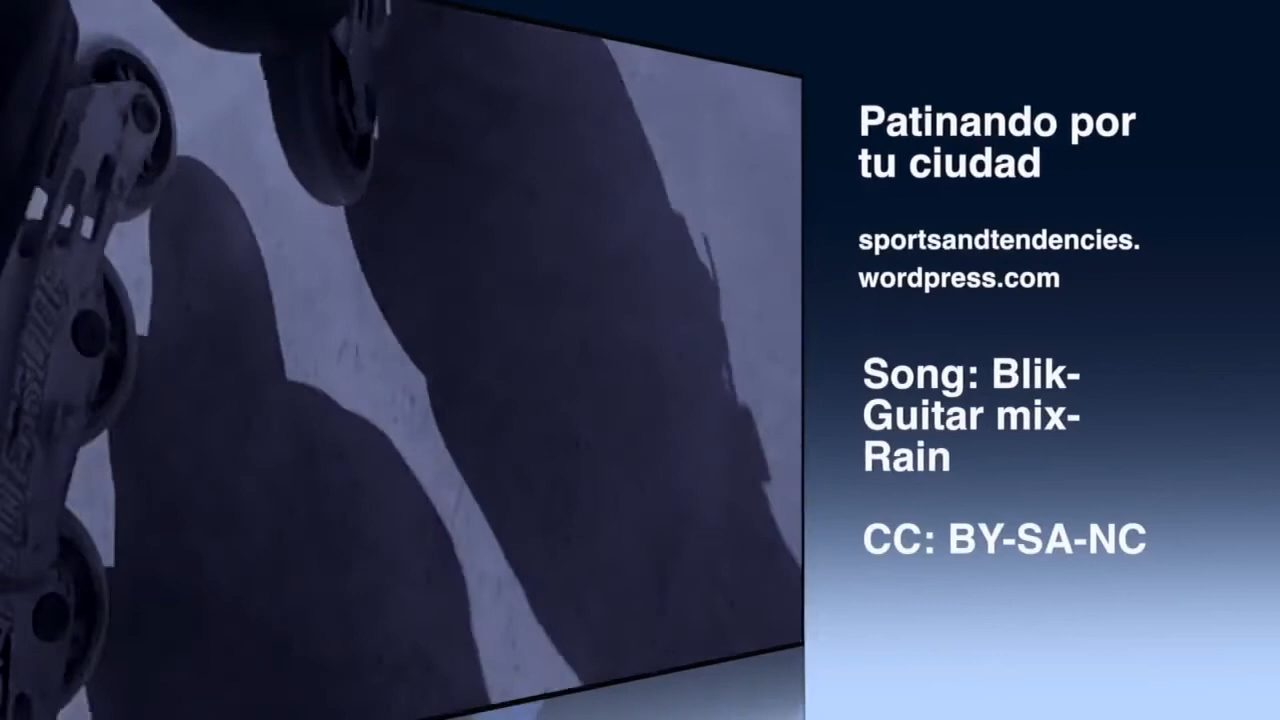 Patinando por
tu ciudad
sportsandtendencies.
wordpress.com
Song: Blik-
Guitar mix-
Rain
CC: BY-SA-NC